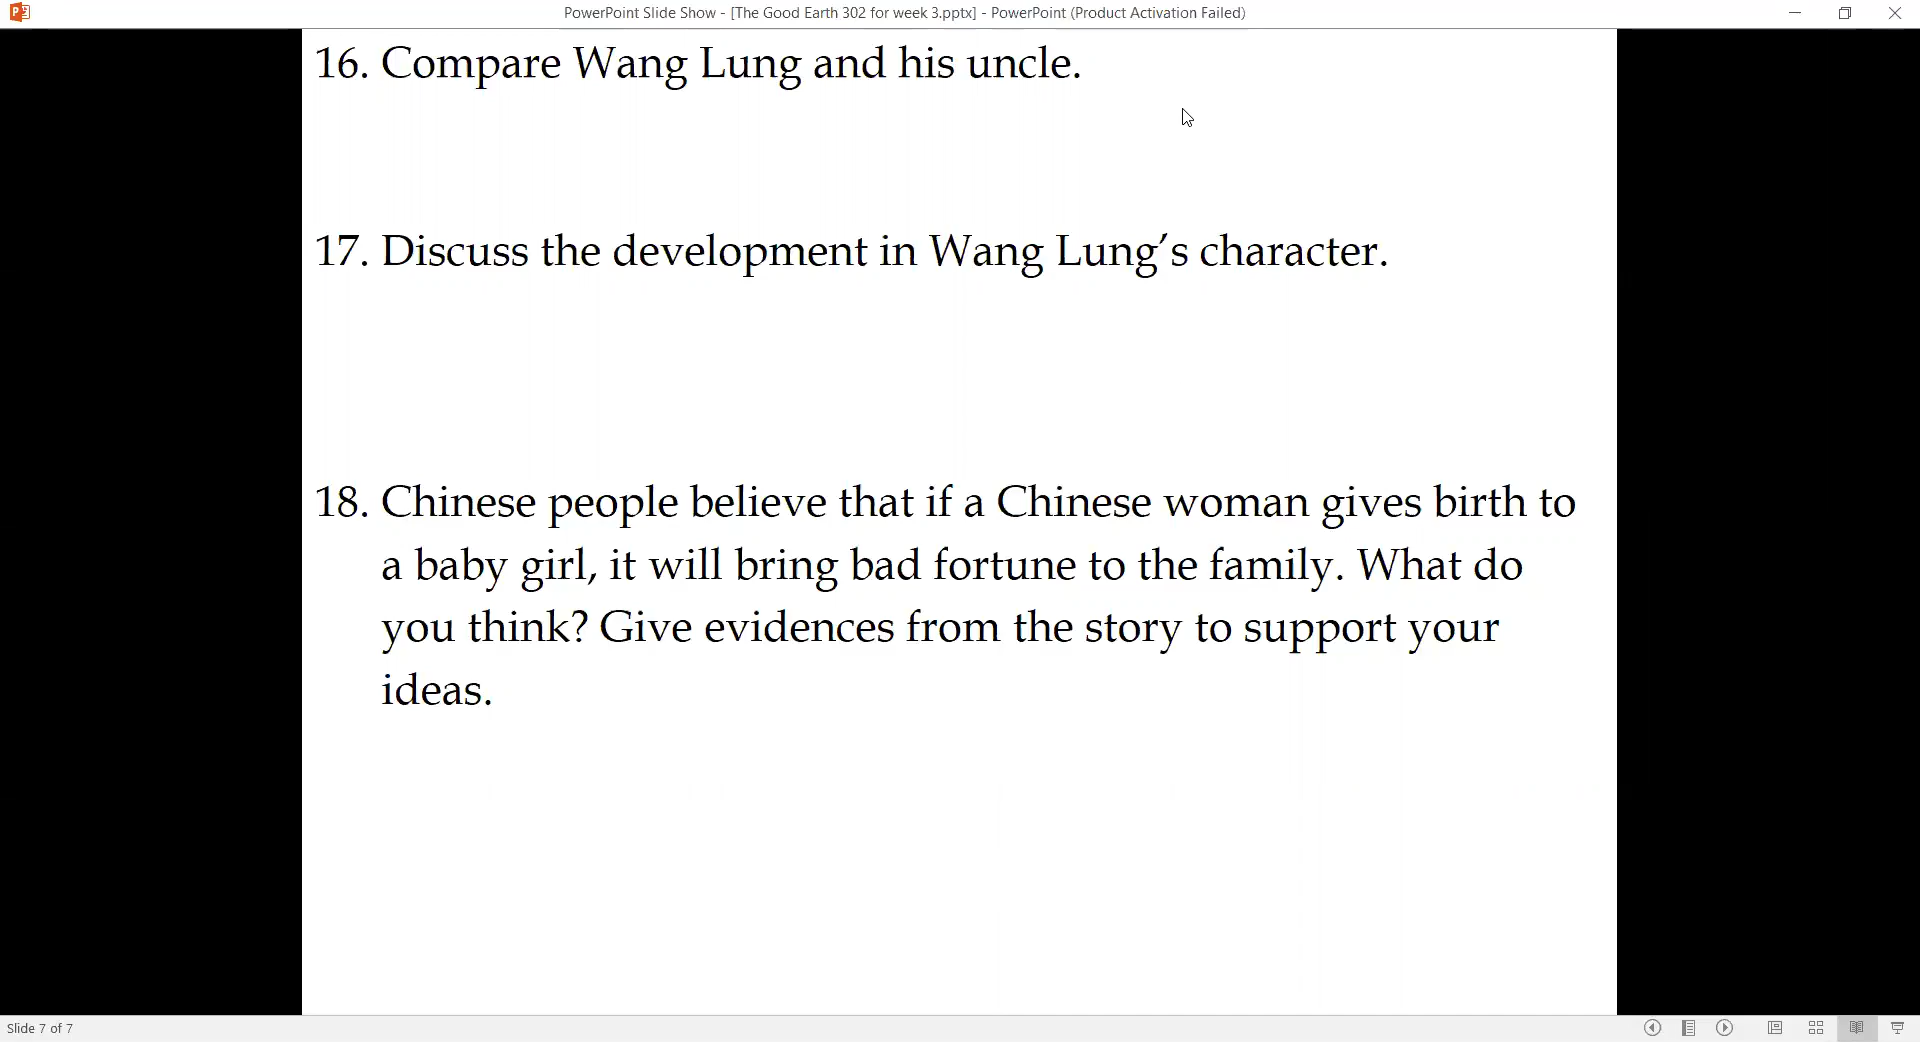 PowerPoint Slide Show - [The Good Earth 302 for week 3.pptx] - PowerPoint (Product Activation Failed)
16. Compare Wang Lung and his uncle.
17. Discuss the development in Wang Lung’s character.
18. Chinese people believe that if a Chinese woman gives birth to
a baby girl, it will bring bad fortune to the family. What do
you think? Give evidences from the story to support your
ideas.
Slide 7 of 7